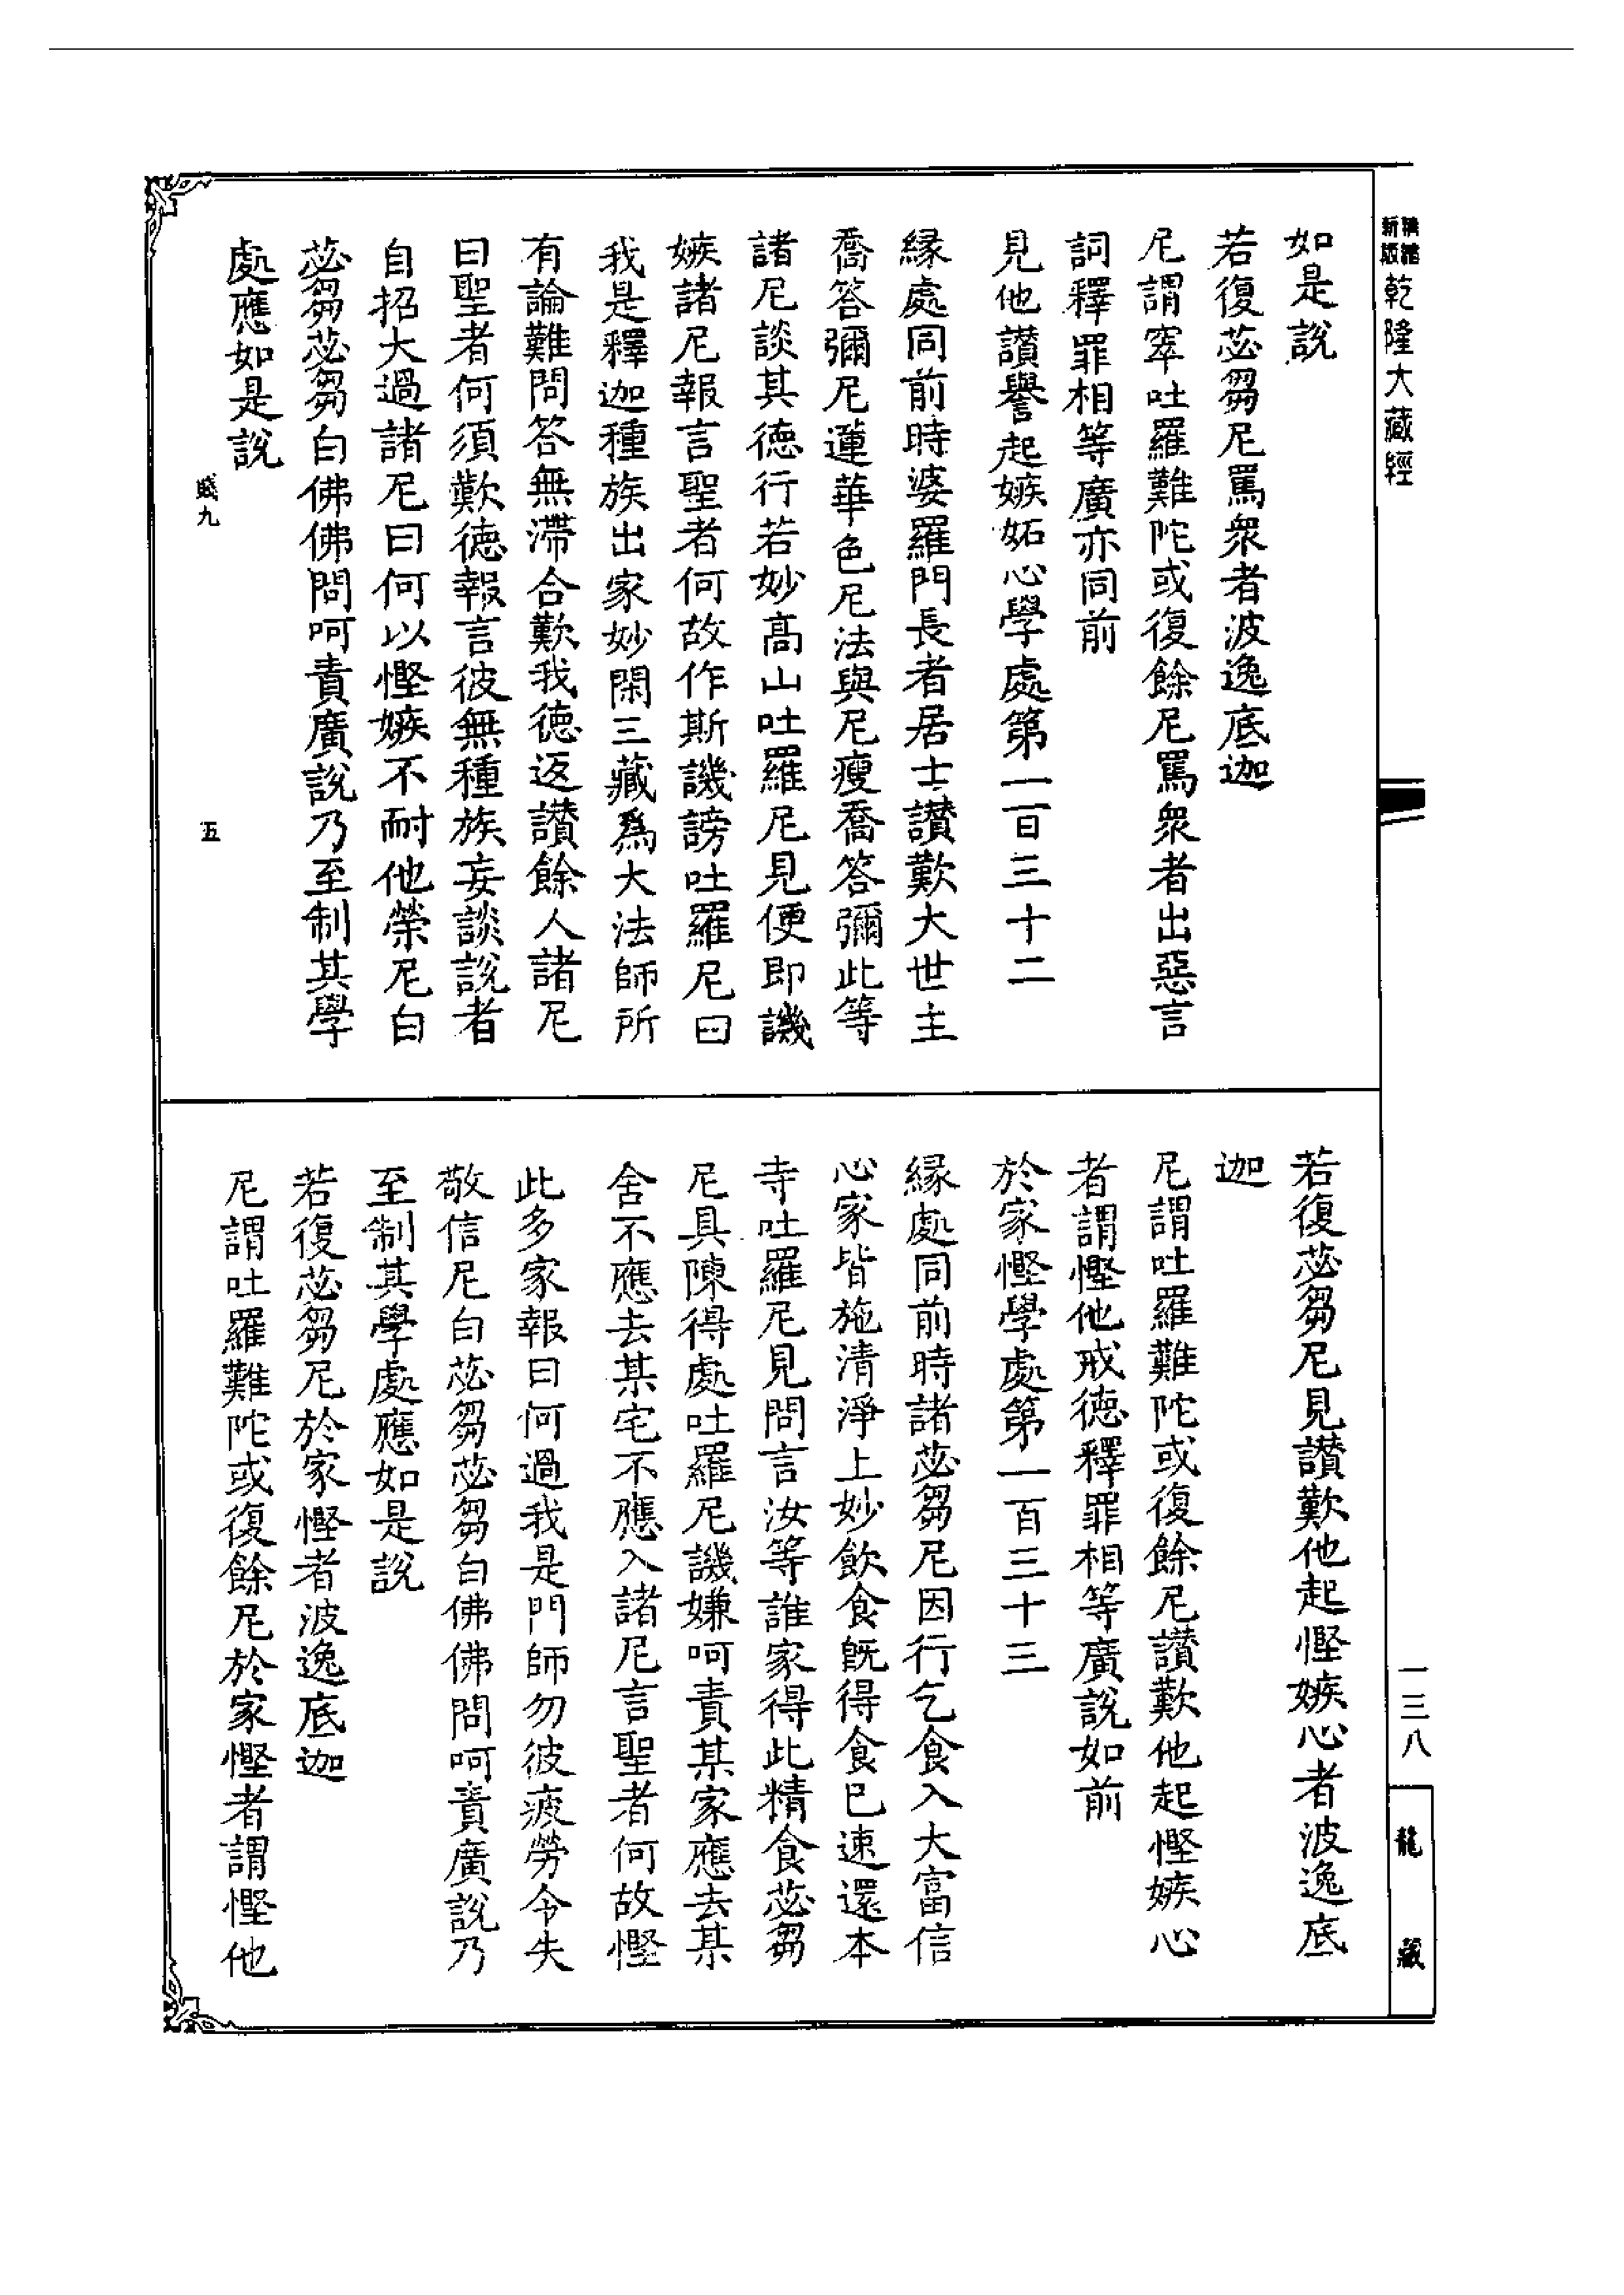 新版
精縮
乾隆大藏經
如是說
若復苾芻尼罵衆者波逸底迦
尼謂窣吐羅難陀或復餘尼罵衆者出惡言
詞釋罪相等廣亦同前
見他讃譽起嫉妬心學處第一百三十二
緣處同前時婆羅門長者居士讃歎大世主
喬答彌尼蓮華色尼法與尼瘦喬答彌此等
諸尼談其德行若妙高山吐羅尼見便即譏
嫉諸尼報言聖者何故作斯譏謗吐羅尼曰
我是釋迦種族出家妙閑三藏爲大法師所
有論難問答無滯合歎我德返讃餘人諸尼
曰聖者何須歎德報言彼無種族妄談說者
自招大過諸尼曰何以慳嫉不耐他榮尼白
苾芻苾芻白佛佛問呵責廣說乃至制其學
處應如是說
賤九
五
若復苾芻尼見讃歎他起慳嫉心者波逸底
迦
尼謂吐羅難陀或復餘尼讃歎他起慳嫉心
者謂慳他戒德釋罪相等廣說如前
於家慳學處第一百三十三
緣處同前時諸苾芻尼因行乞食入大富信
心家皆施清淨上妙飲食旣得食已速還本
寺吐羅尼見問言汝等誰家得此精食苾芻
尼具陳得處吐羅尼譏嫌呵責某家應去某
舍不應去某宅不應入諸尼言聖者何故慳
此多家報曰何過我是門師勿彼疲勞令失
敬信尼白苾芻苾芻白佛佛問呵責廣說乃
至制其學處應如是說
若復苾芻尼於家慳者波逸底迦
尼謂吐羅難陀或復餘尼於家慳者謂慳他
一三八
龍藏